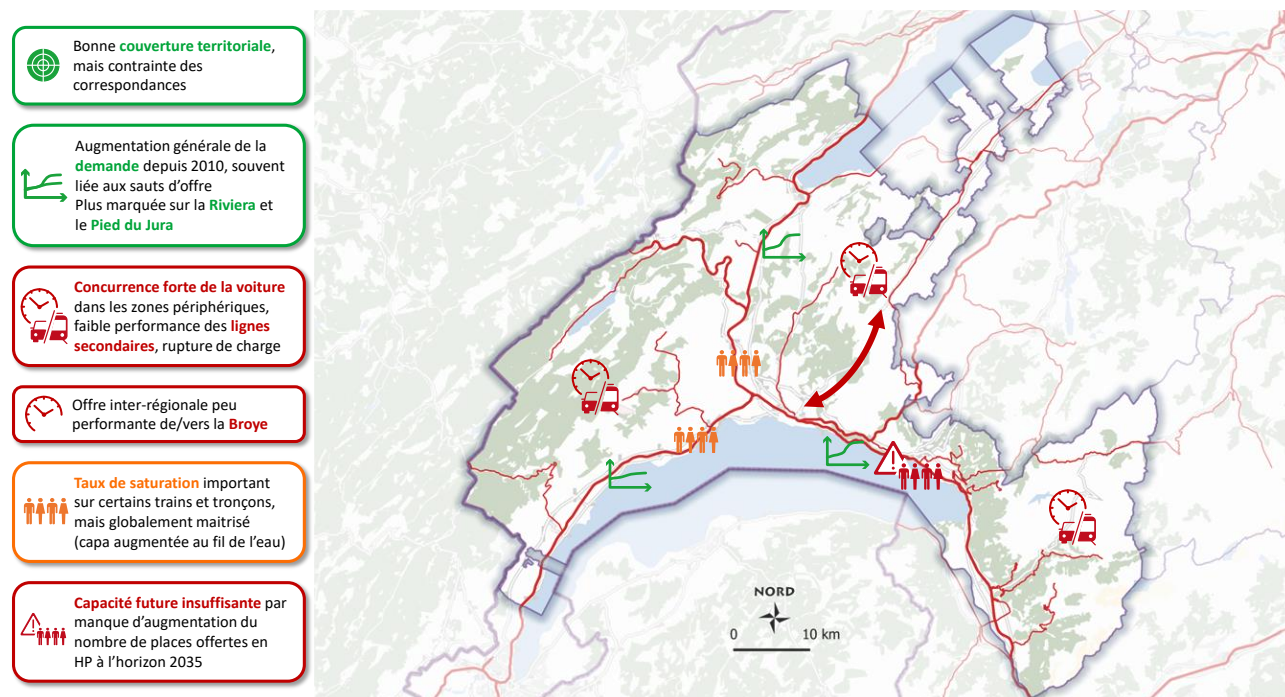 Bonne couverture territoriale,
mais contrainte des
correspondances
Augmentation générale de la
demande depuis 2010, souvent
liée aux sauts d'offre
Plus marquée sur la Riviera et
le Pied du Jura
Concurrence forte de la voiture
dans les zones périphériques,
faible performance des lignes
secondaires, rupture de charge
Offre inter-régionale peu
performante de/vers la Broye
Taux de saturation important
sur certains trains et tronçons,
mais globalement maitrisé
(capa augmentée au fil de l'eau)
Capacité future insuffisante par
manque d'augmentation du
nombre de places offertes en
HP à l'horizon 2035
NORD
0 10 km